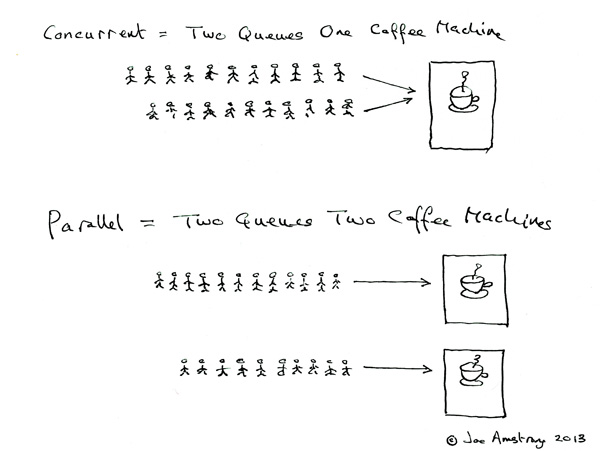 Concurrent = Two Queues One Coffee Machine
Parallel = Two Queues Two Coffee Machines
© Joe Armstrong 2013